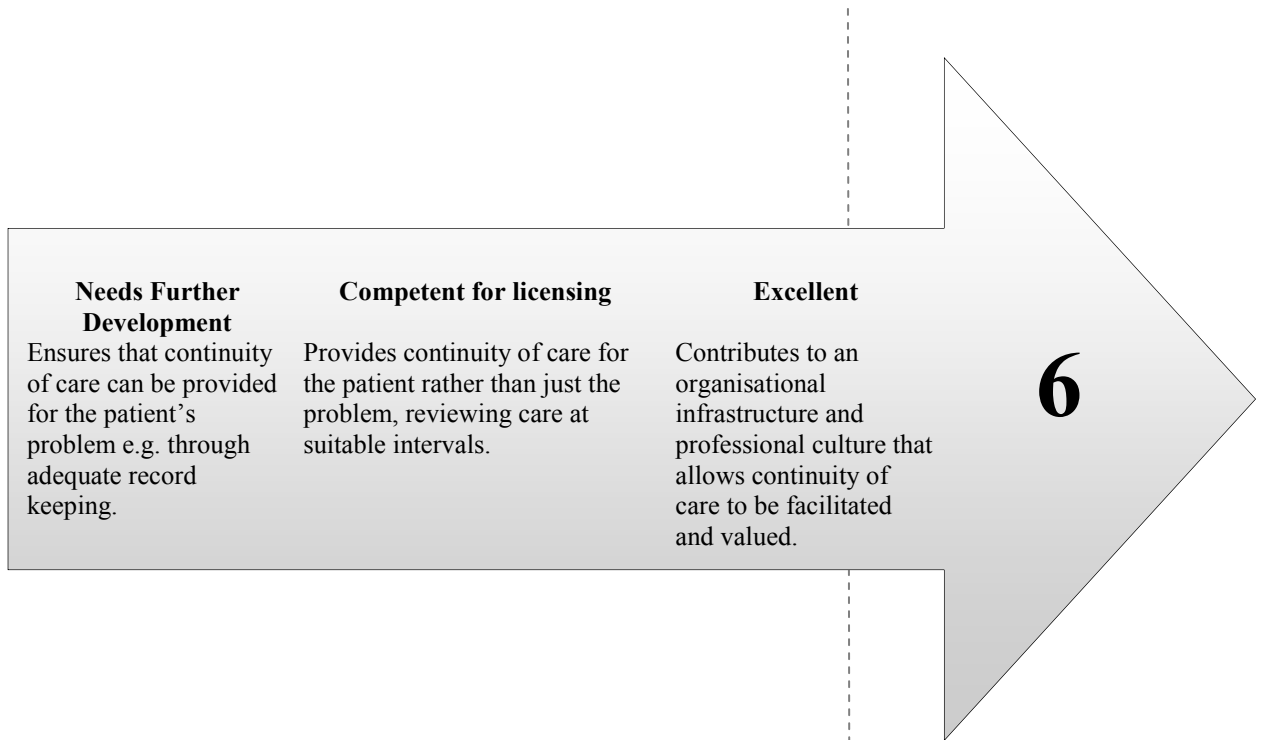 Needs Further
Development
Ensures that continuity
of care can be provided
for the patient’s
problem e.g. through
adequate record
keeping.
Competent for licensing
Provides continuity of care for
the patient rather than just the
problem, reviewing care at
suitable intervals.
Excellent
Contributes to an
organisational
infrastructure and
professional culture that
allows continuity of
care to be facilitated
and valued.
6